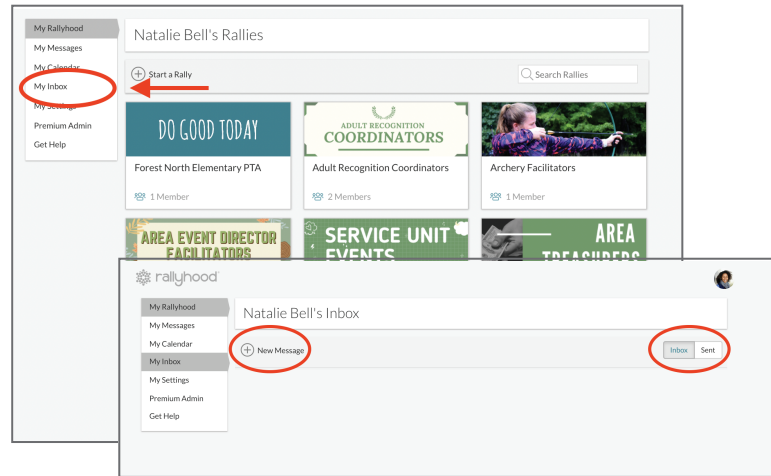 My Rallyhood
My Messages
My Calendar
My Inbox
My Settings
Premium Admin
Get Help
Natalie Bell's Rallies
Start a Rally
Search Rallies
DO GOOD TODAY
Forest North Elementary PTA
1 Member
ADULT RECOGNITION
COORDINATORS
Adult Recognition Coordinators
2 Members
Archery Facilitators
1 Member
AREA EVENT DIRECTOR
FACILITATORS
SERVICE UNIT
EVENTS
AREA
TREASURERS
rallyhood
My Rallyhood
My Messages
My Calendar
My Inbox
My Settings
Premium Admin
Get Help
Natalie Bell's Inbox
New Message
Inbox Sent